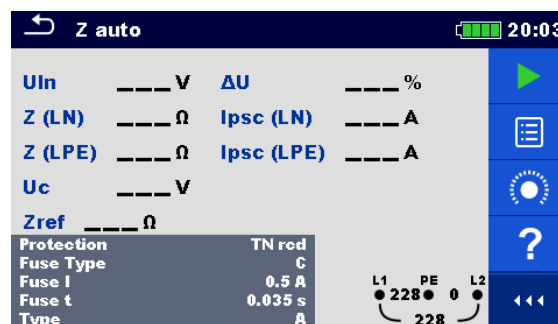 Z auto 20:03
Uln ___V ΔU ___%
Z (LN) ___Ω Ipsc (LN) ___A
Z (LPE) ___Ω Ipsc (LPE) ___A
Uc ___V
Zref ___Ω
Protection TN rcd
Fuse Type C
Fuse I 0.5 A
Fuse t 0.035 s
Type A
L1 PE L2
228 0
228
?